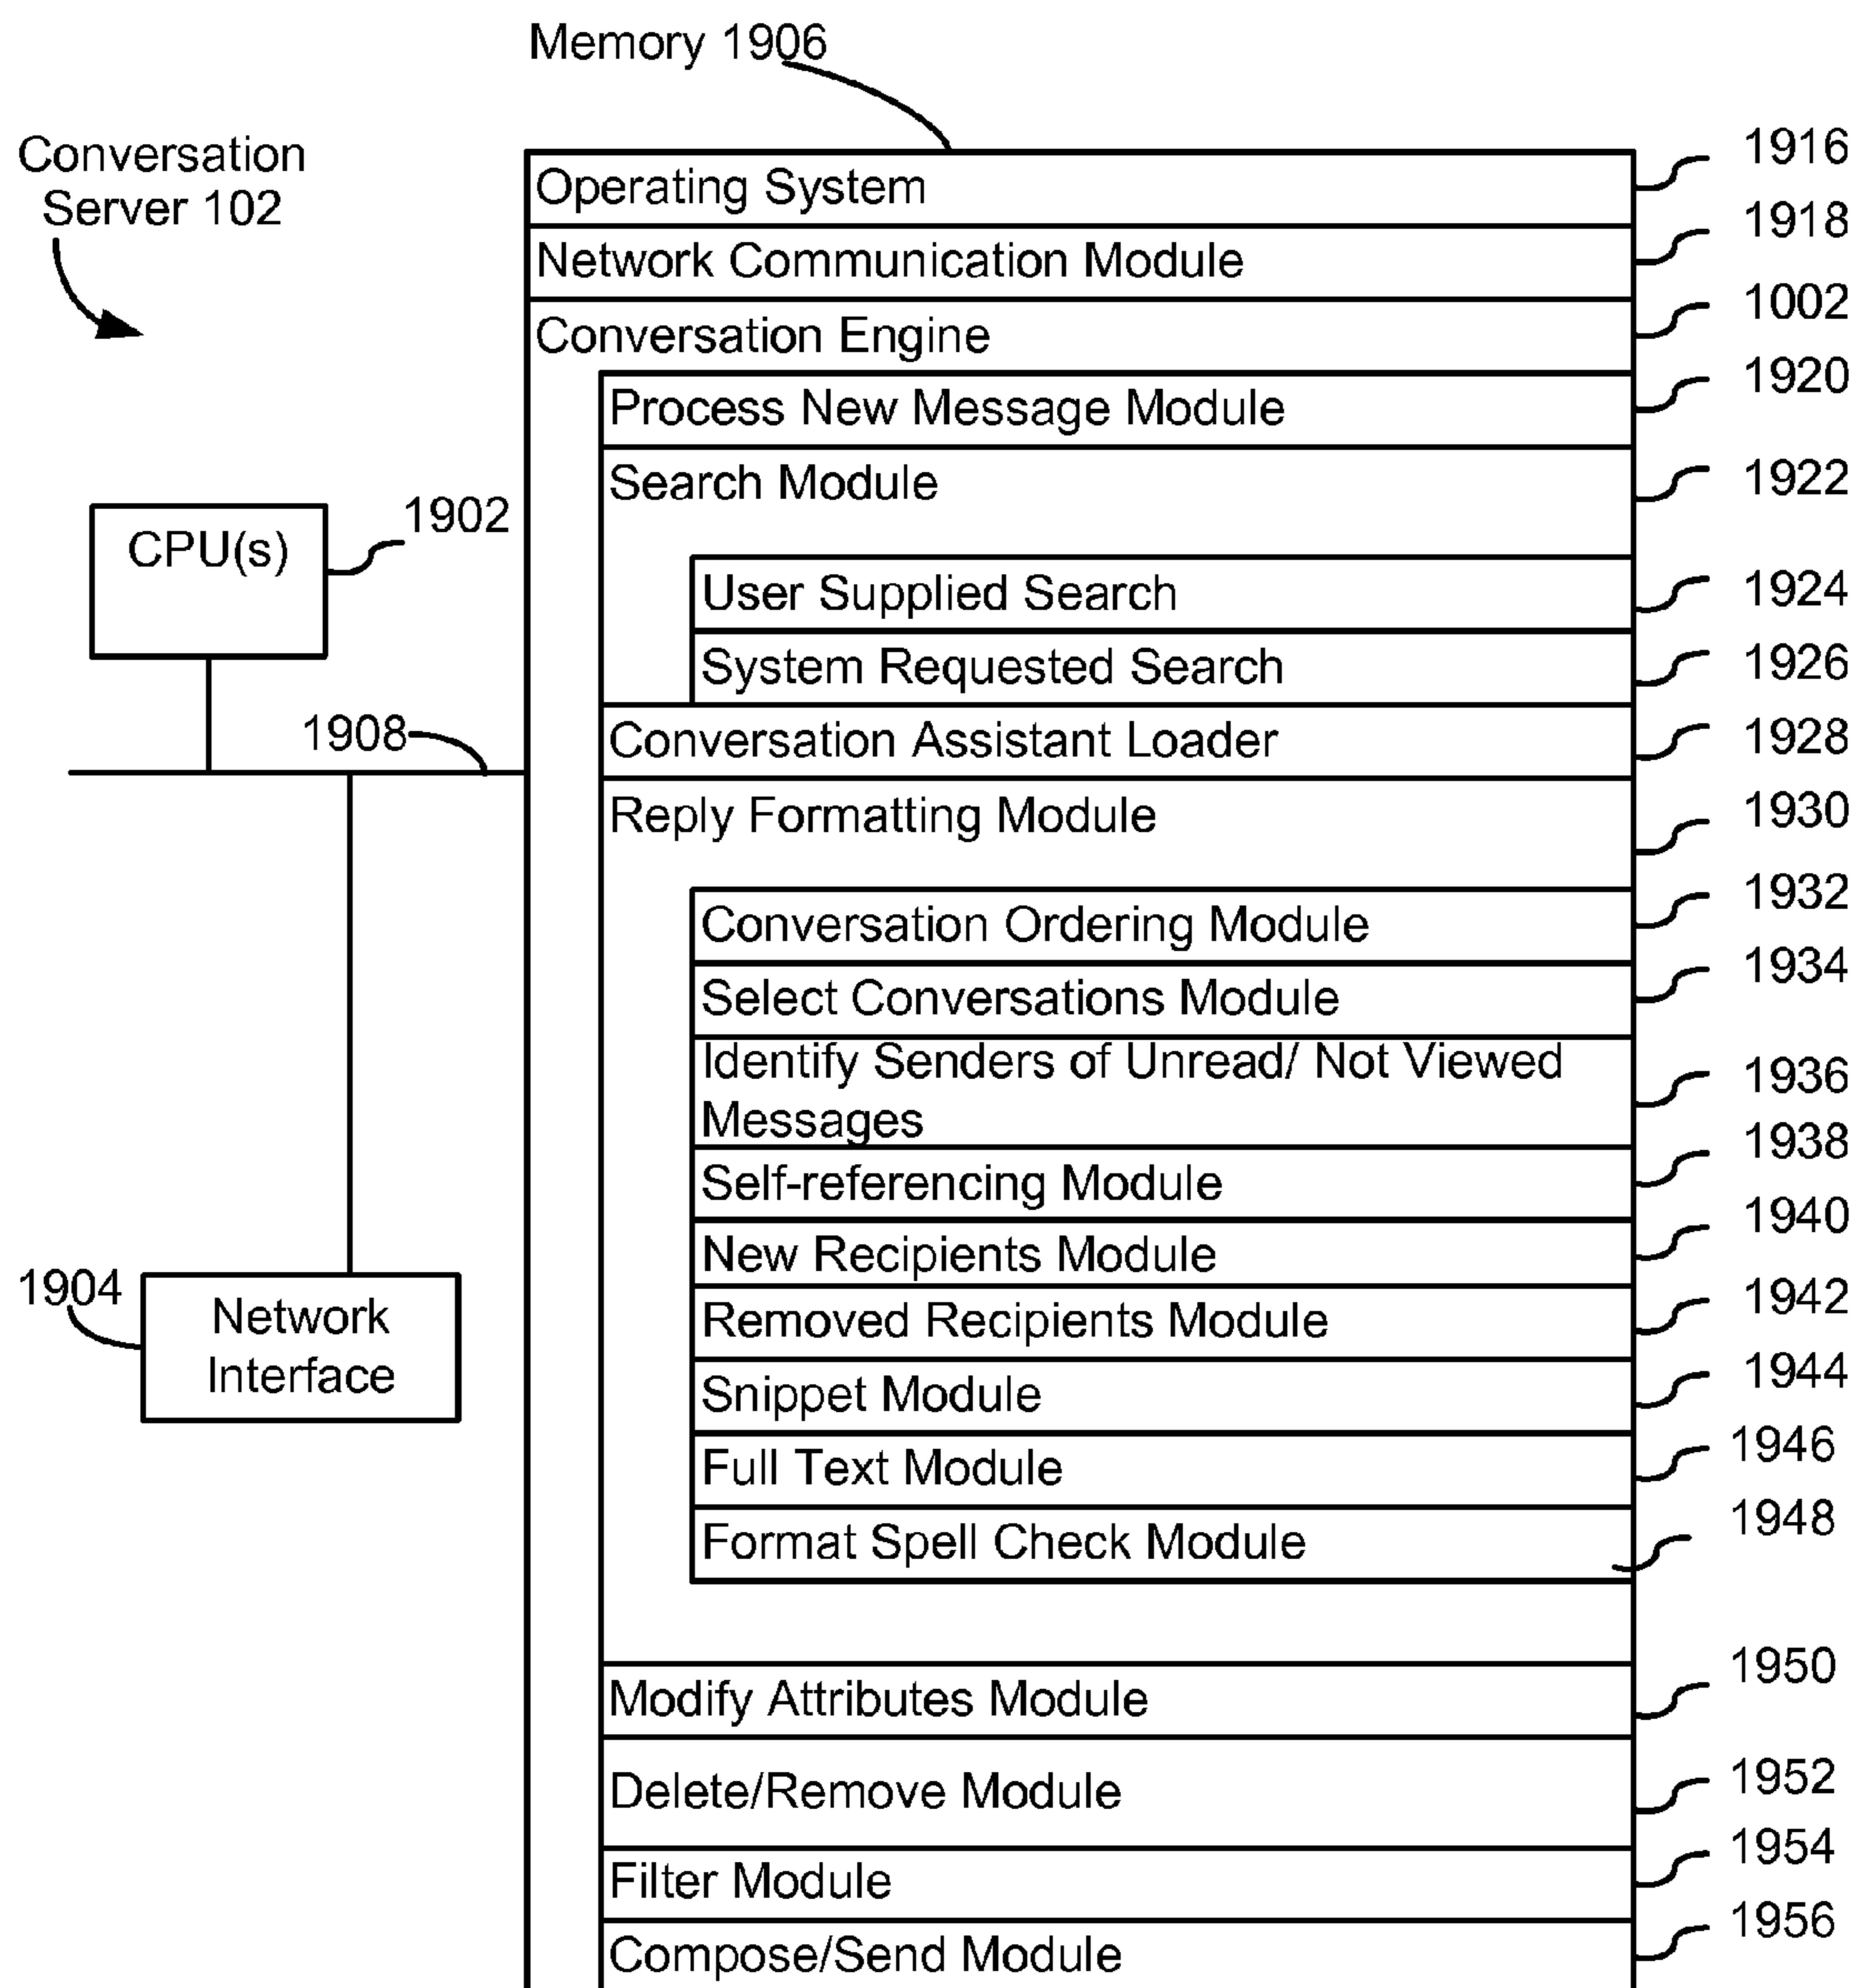 Memory 1906
Conversation
Server 102
Operating System 1916
Network Communication Module 1918
Conversation Engine 1002
Process New Message Module 1920
Search Module 1922
CPU(s) 1902
User Supplied Search 1924
System Requested Search 1926
1908
Conversation Assistant Loader 1928
Reply Formatting Module 1930
Conversation Ordering Module 1932
Select Conversations Module 1934
Identify Senders of Unread/ Not Viewed
Messages 1936
Self-referencing Module 1938
New Recipients Module 1940
1904
Network
Interface
Removed Recipients Module 1942
Snippet Module 1944
Full Text Module 1946
Format Spell Check Module 1948
Modify Attributes Module 1950
Delete/Remove Module 1952
Filter Module 1954
Compose/Send Module 1956